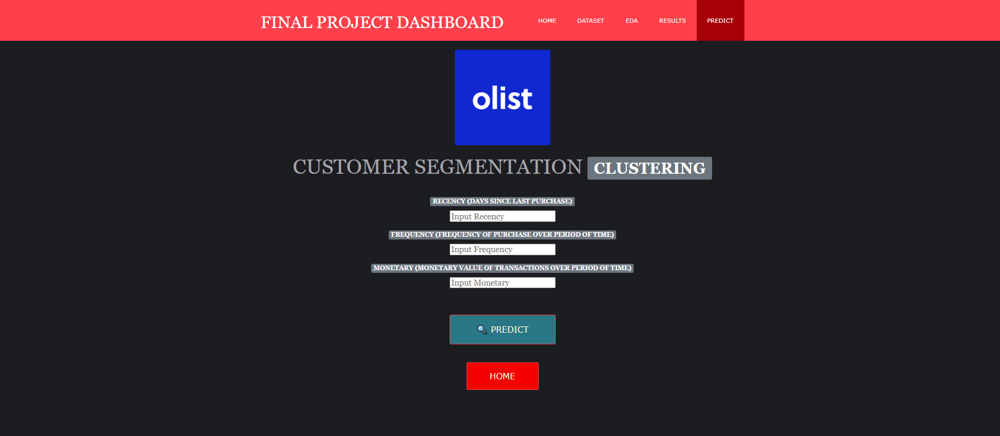 FINAL PROJECT DASHBOARD HOME DATASET EDA RESULTS PREDICT
olist
CUSTOMER SEGMENTATION CLUSTERING
RECENCY (DAYS SINCE LAST PURCHASE)
Input Recency
FREQUENCY (FREQUENCY OF PURCHASE OVER PERIOD OF TIME)
Input Frequency
MONETARY (MONETARY VALUE OF TRANSACTIONS OVER PERIOD OF TIME)
Input Monetary
PREDICT
HOME